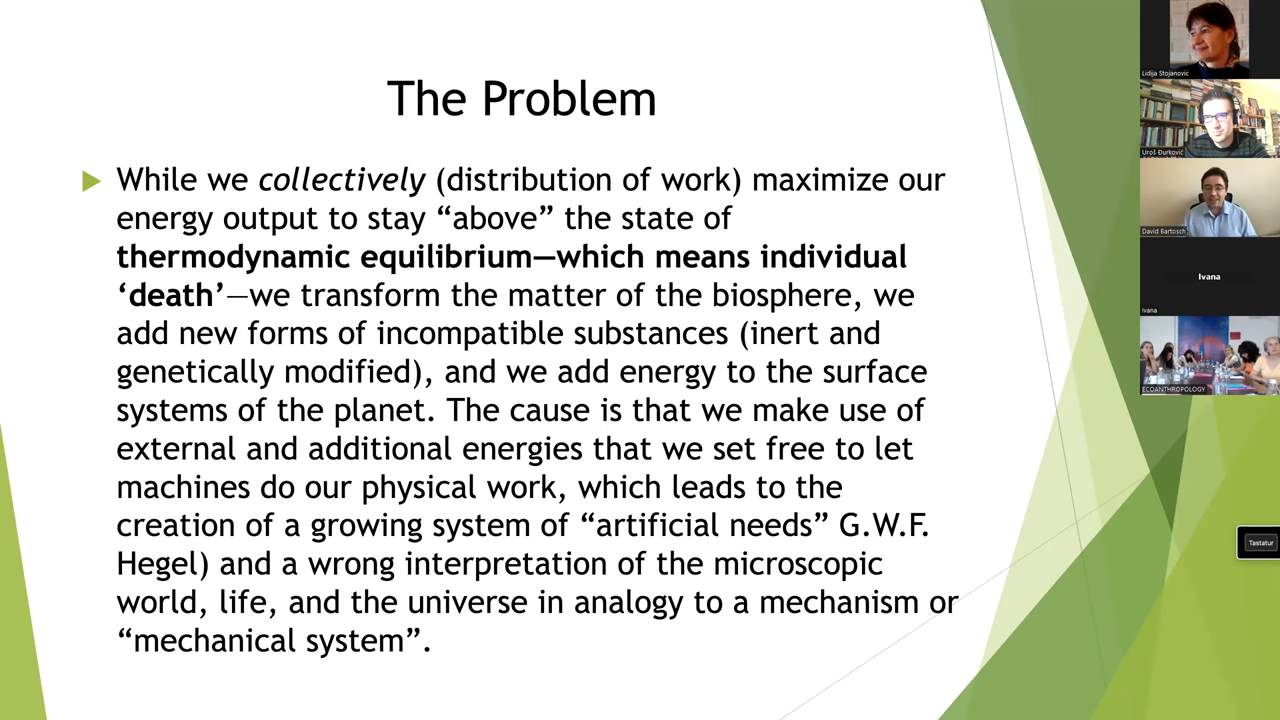 The Problem
While we collectively (distribution of work) maximize our
energy output to stay “above” the state of
thermodynamic equilibrium—which means individual
‘death’—we transform the matter of the biosphere, we
add new forms of incompatible substances (inert and
genetically modified), and we add energy to the surface
systems of the planet. The cause is that we make use of
external and additional energies that we set free to let
machines do our physical work, which leads to the
creation of a growing system of “artificial needs” G.W.F.
Hegel) and a wrong interpretation of the microscopic
world, life, and the universe in analogy to a mechanism or
“mechanical system”.
Lidija Stojanovic
Uroš Đurković
David Bartosch
Ivana
Ivana
ECOANTHROPOLOGY
Tastatur